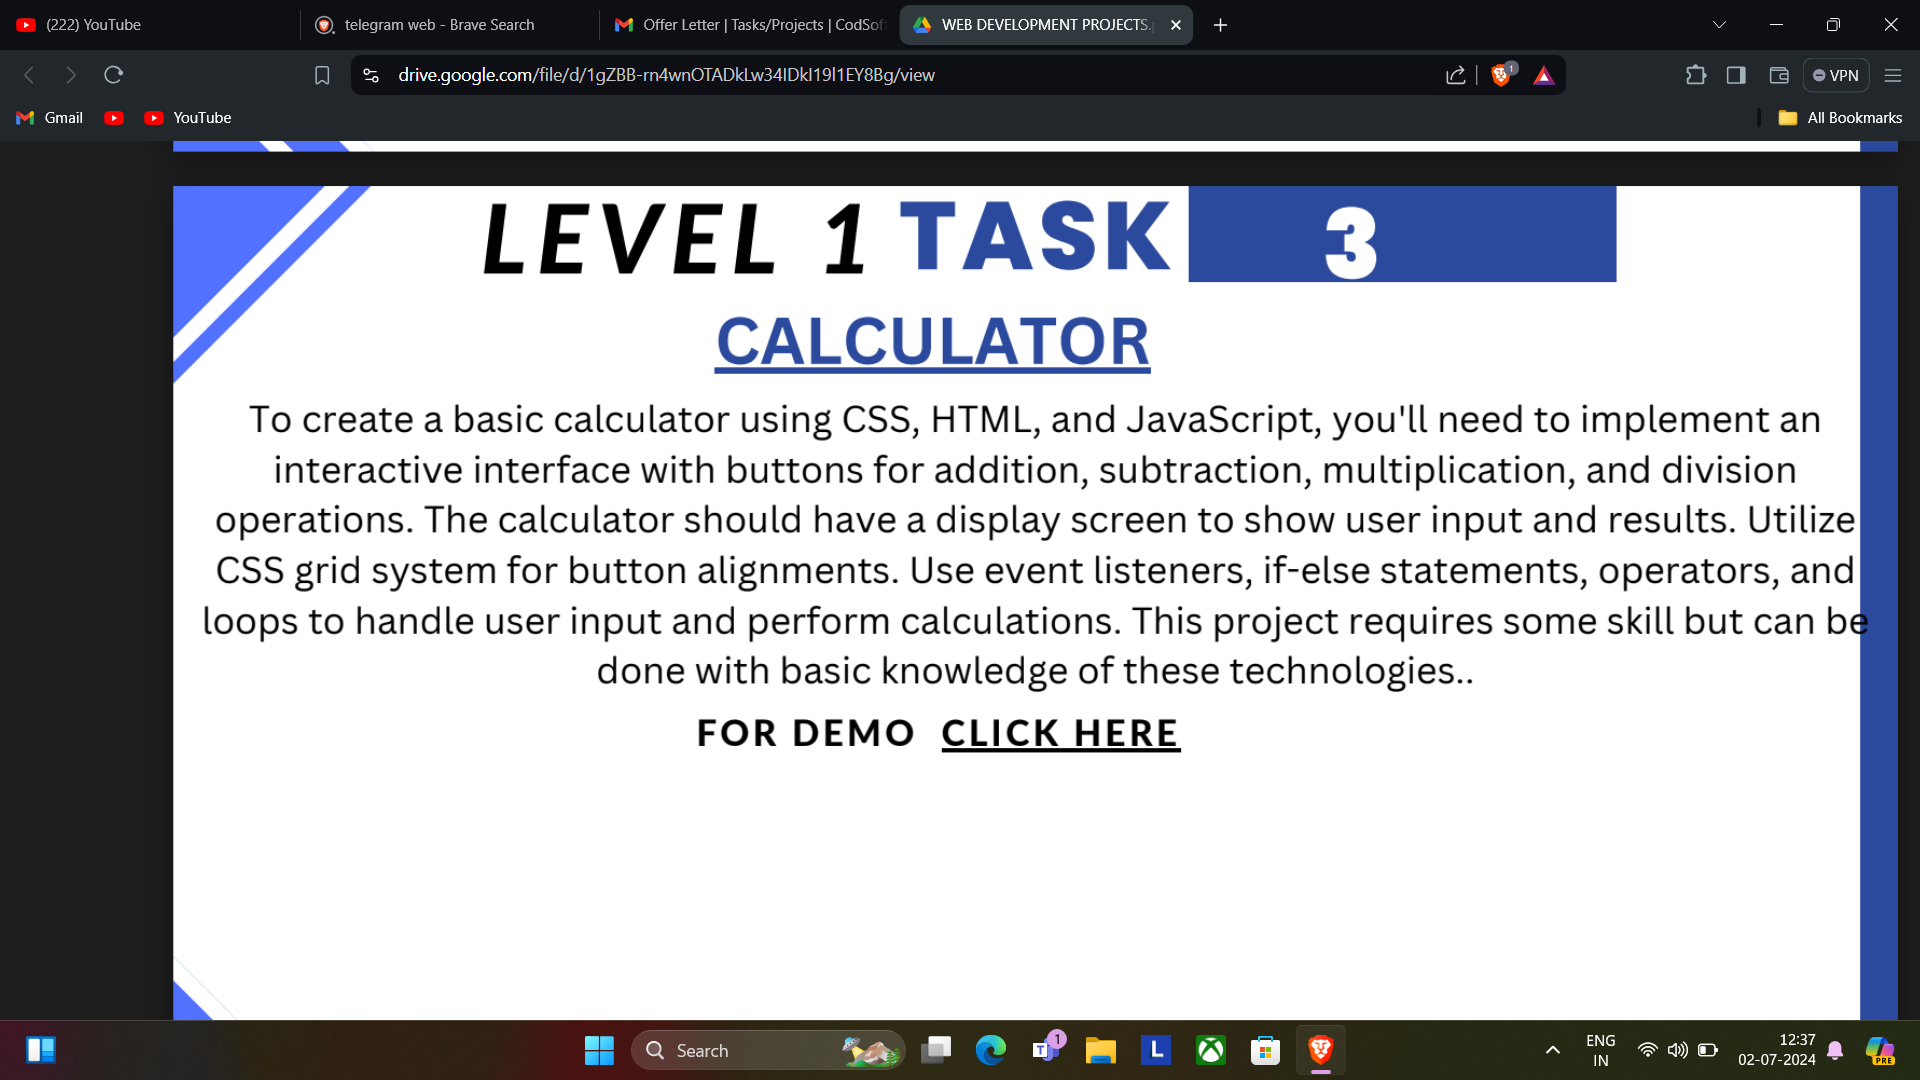 (222) YouTube
telegram web - Brave Search
Offer Letter | Tasks/Projects | CodSof
WEB DEVELOPMENT PROJECTS.
drive.google.com/file/d/1gZBB-rn4wnOTADkLw34IDkI19l1EY8Bg/view
1
VPN
Gmail
YouTube
All Bookmarks
LEVEL 1 TASK 3
CALCULATOR
To create a basic calculator using CSS, HTML, and JavaScript, you'll need to implement an
interactive interface with buttons for addition, subtraction, multiplication, and division
operations. The calculator should have a display screen to show user input and results. Utilize
CSS grid system for button alignments. Use event listeners, if-else statements, operators, and
loops to handle user input and perform calculations. This project requires some skill but can be
done with basic knowledge of these technologies..
FOR DEMO CLICK HERE
Search
T
1
L
ENG
IN
12:37
02-07-2024
PRE